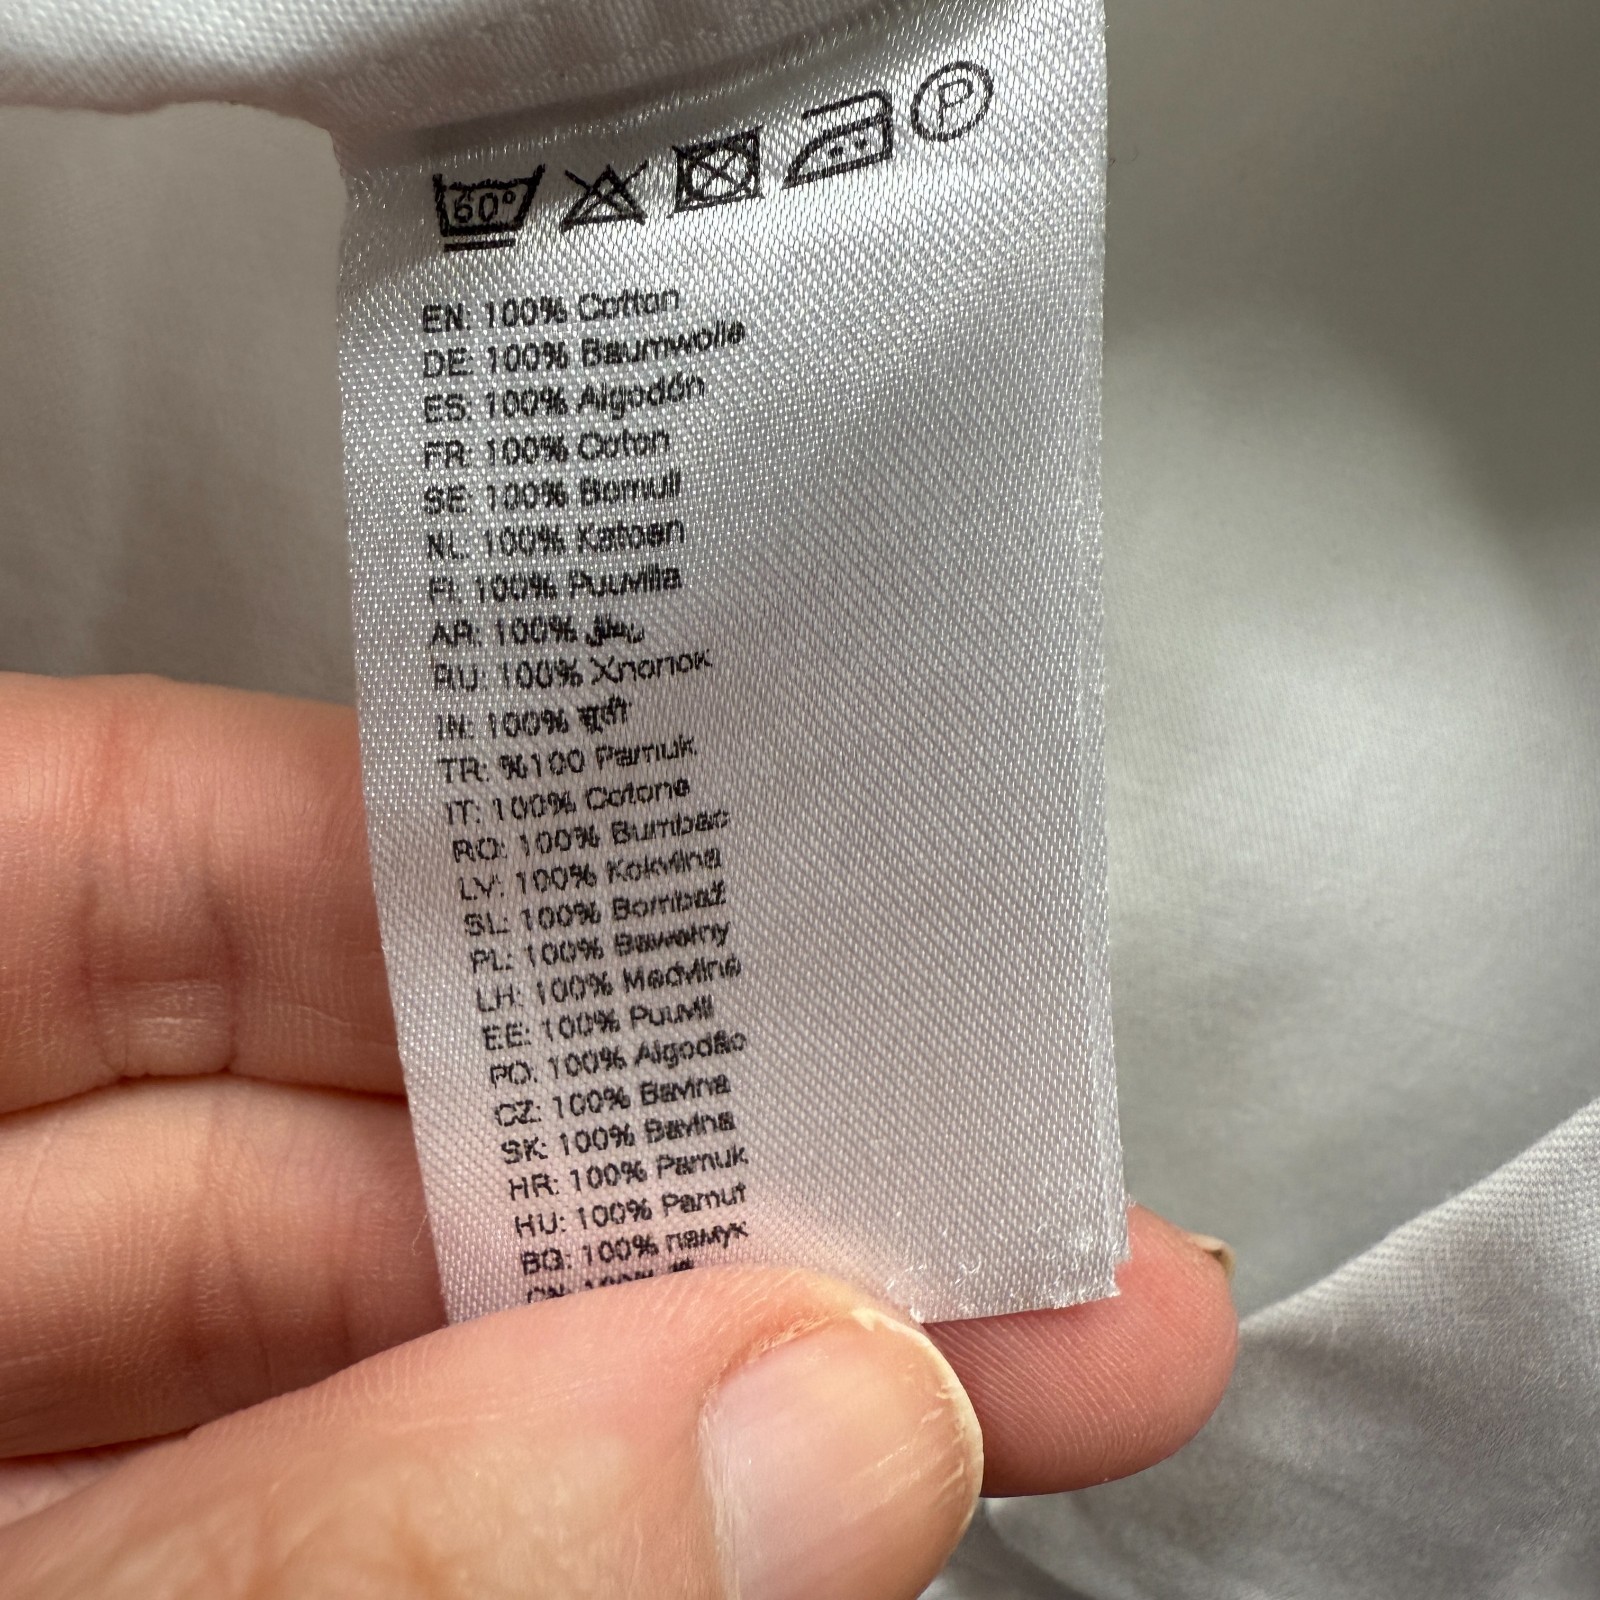 60°
P
EN: 100% Cotton
DE: 100% Baumwolle
ES: 100% Algodón
FR: 100% Coton
SE: 100% Bomull
NL: 100% Katoen
FI: 100% Puuvilla
AR: 100%
RU: 100% Хлопок
IN: 100% सूती
TR: %100 Pamuk
IT: 100% Cotone
RO: 100% Bumbac
LV: 100% Kokvilna
SL: 100% Bombaž
PL: 100% Bawełny
LH: 100% Medvilnė
EE: 100% Puuvill
PO: 100% Algodão
CZ: 100% Bavlna
SK: 100% Bavlna
HR: 100% Pamuk
HU: 100% Pamut
BG: 100% памук
CN: 100%